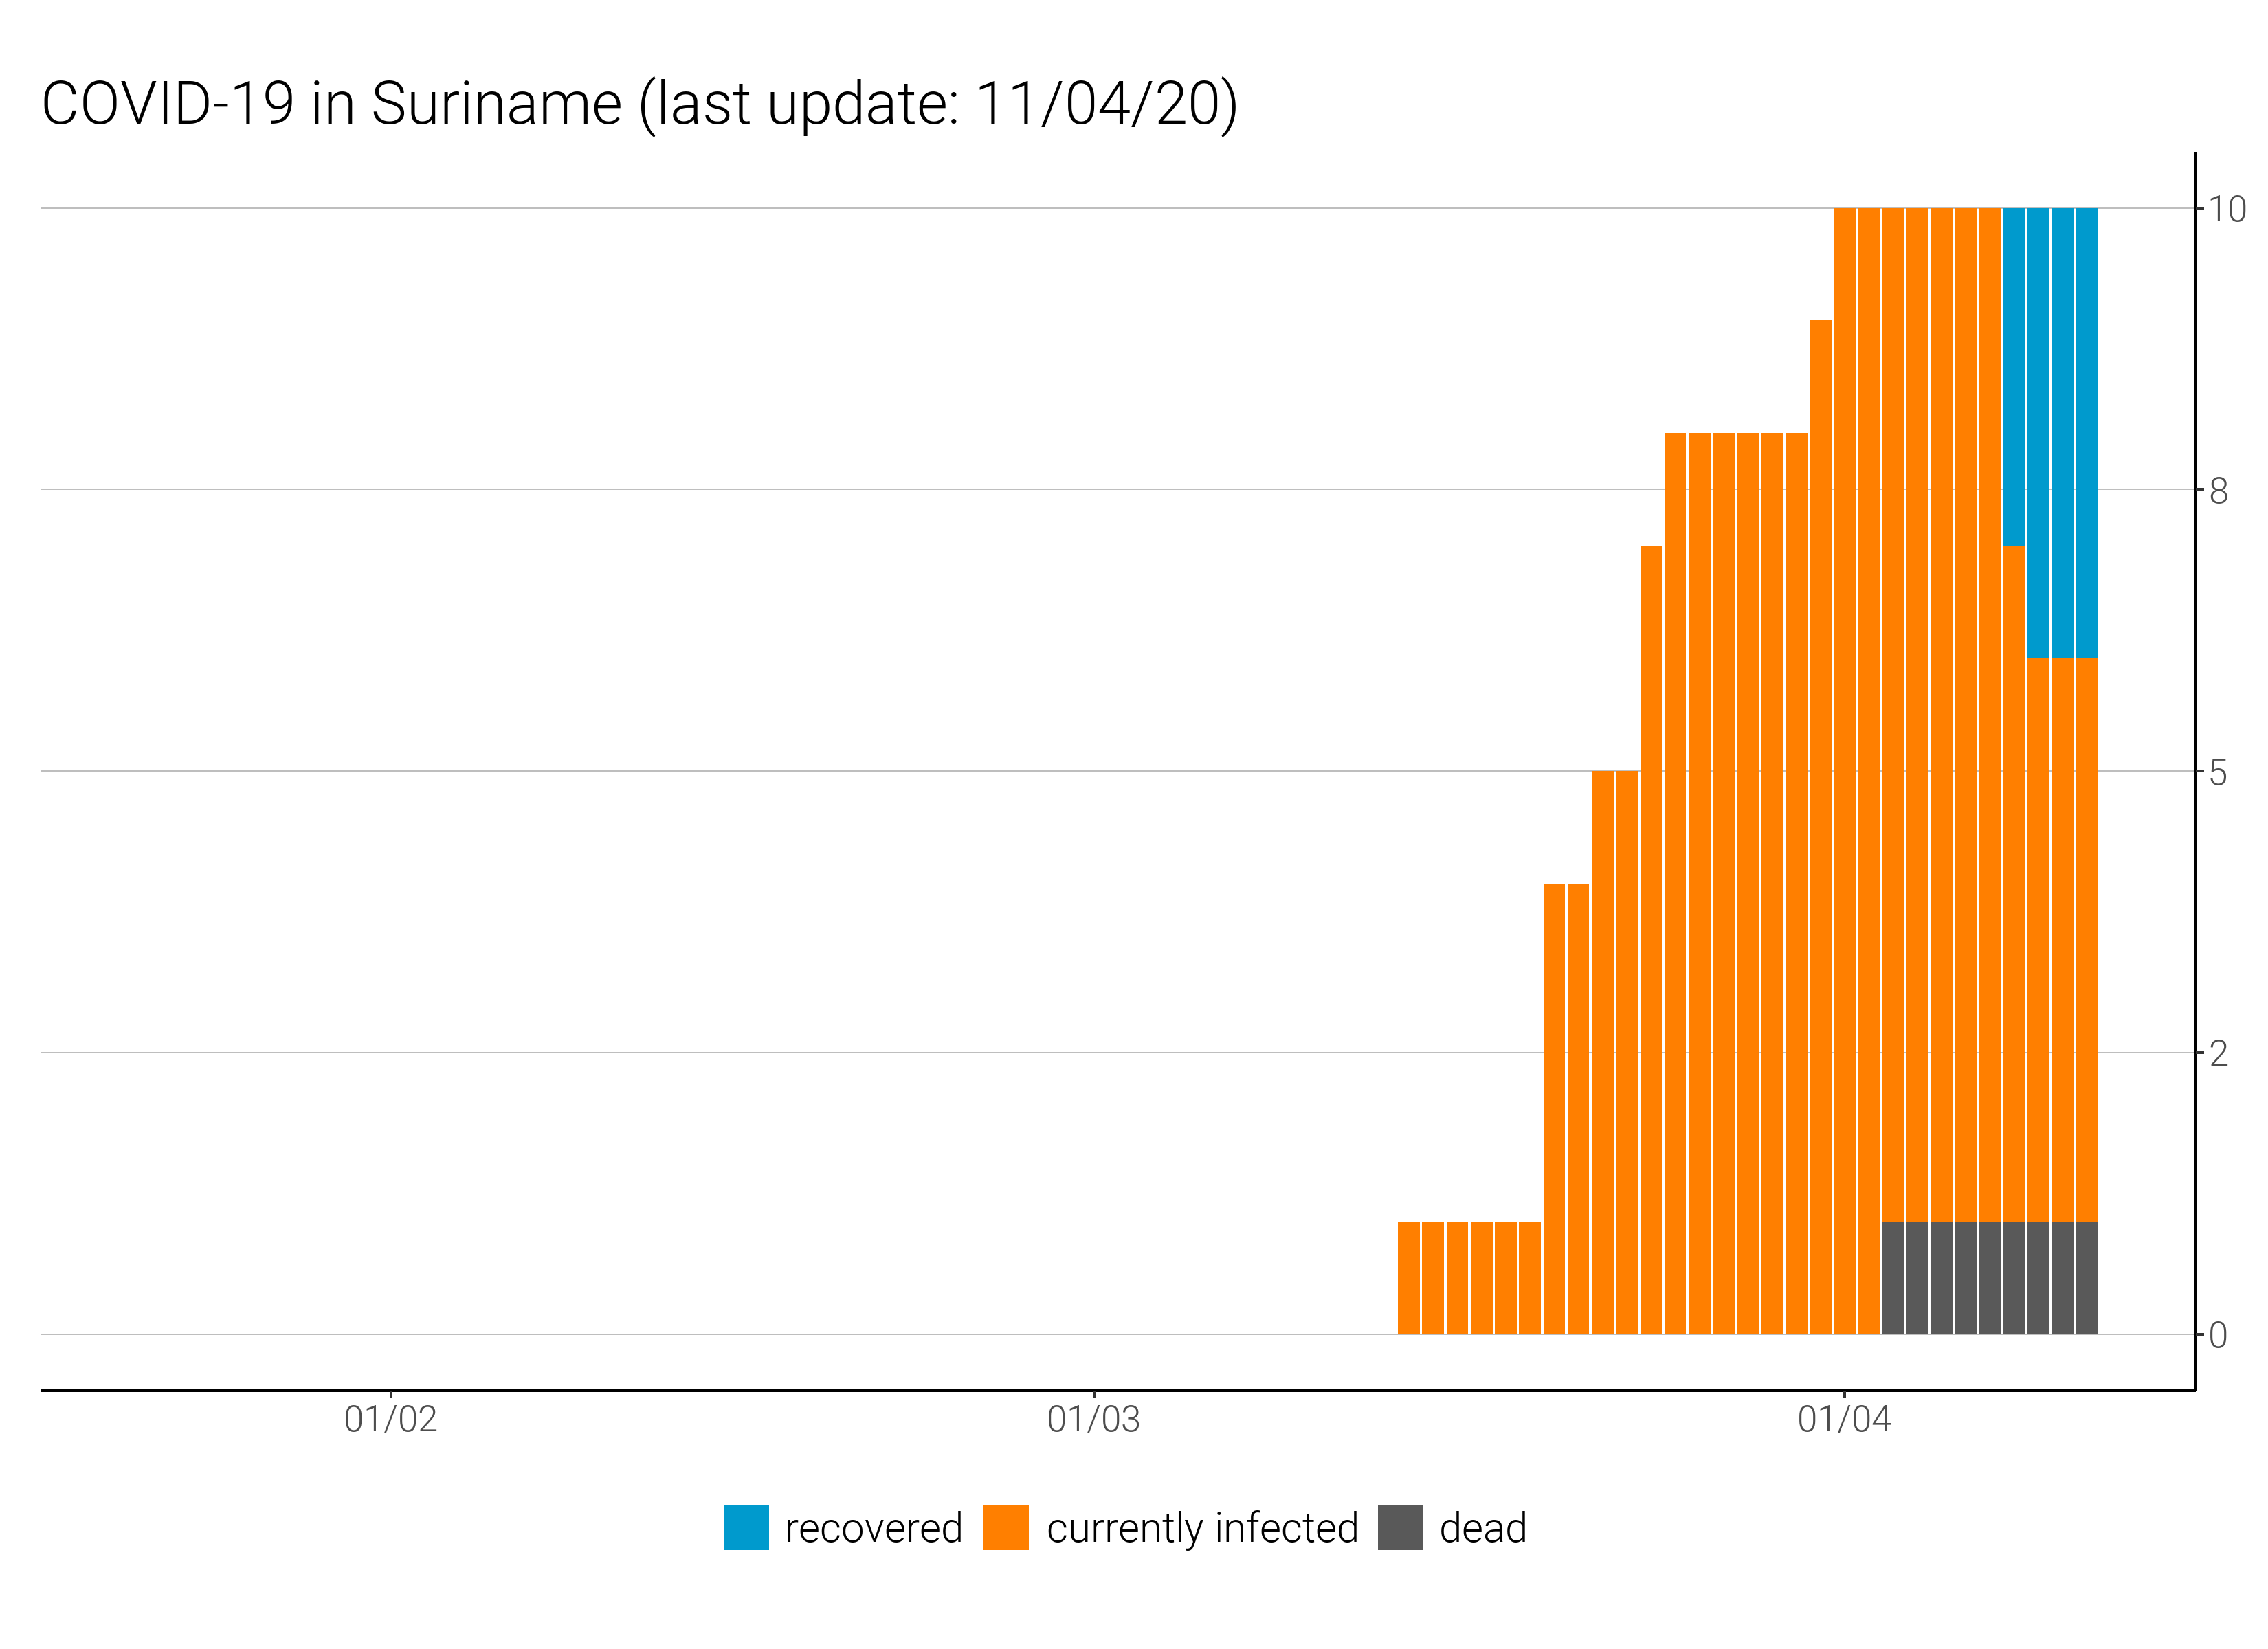 COVID-19 in Suriname (last update: 11/04/20)
10
8
5
2
0
01/02 01/03 01/04
recovered currently infected dead